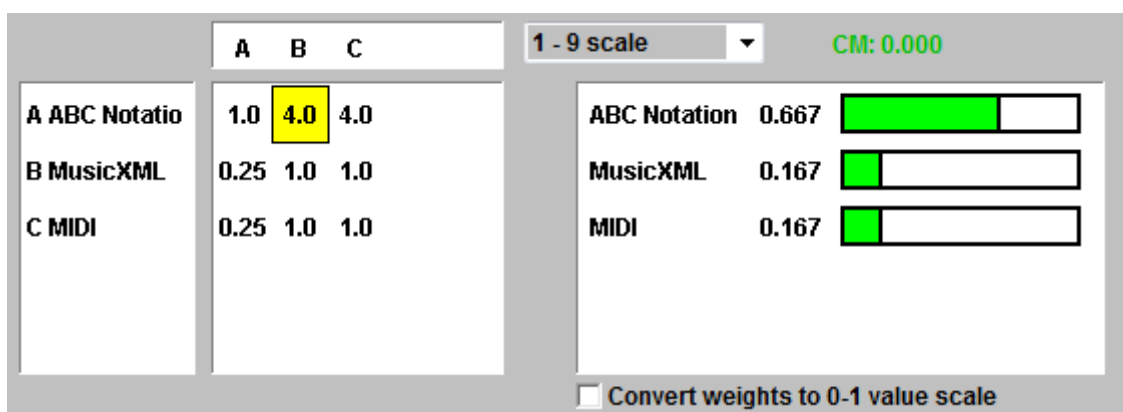 A B C
1 - 9 scale
CM: 0.000
A ABC Notatio 1.0 4.0 4.0
B MusicXML 0.25 1.0 1.0
C MIDI 0.25 1.0 1.0
ABC Notation 0.667
MusicXML 0.167
MIDI 0.167
Convert weights to 0-1 value scale